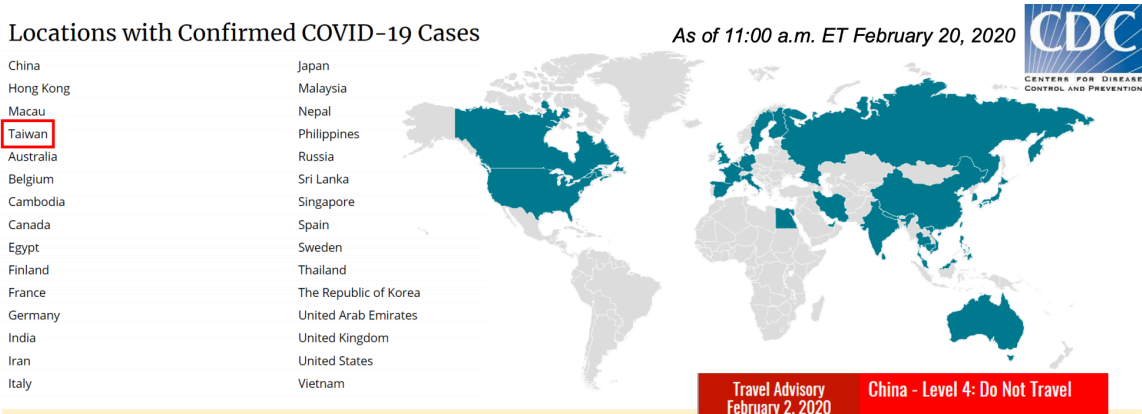 Locations with Confirmed COVID-19 Cases
As of 11:00 a.m. ET February 20, 2020
CDC
CENTERS FOR DISEASE
CONTROL AND PREVENTION
China
Hong Kong
Macau
Taiwan
Australia
Belgium
Cambodia
Canada
Egypt
Finland
France
Germany
India
Iran
Italy
Japan
Malaysia
Nepal
Philippines
Russia
Sri Lanka
Singapore
Spain
Sweden
Thailand
The Republic of Korea
United Arab Emirates
United Kingdom
United States
Vietnam
Travel Advisory
February 2, 2020
China - Level 4: Do Not Travel